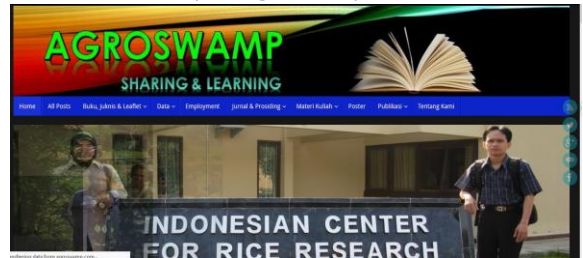 AGROSWAMP
SHARING & LEARNING
Home All Posts Buku, Juknis & Leaflet Data Employment Jurnal & Prosiding Materi Kuliah Poster Publikasi Tentang Kami
INDONESIAN CENTER
FOR RICE RESEARCH